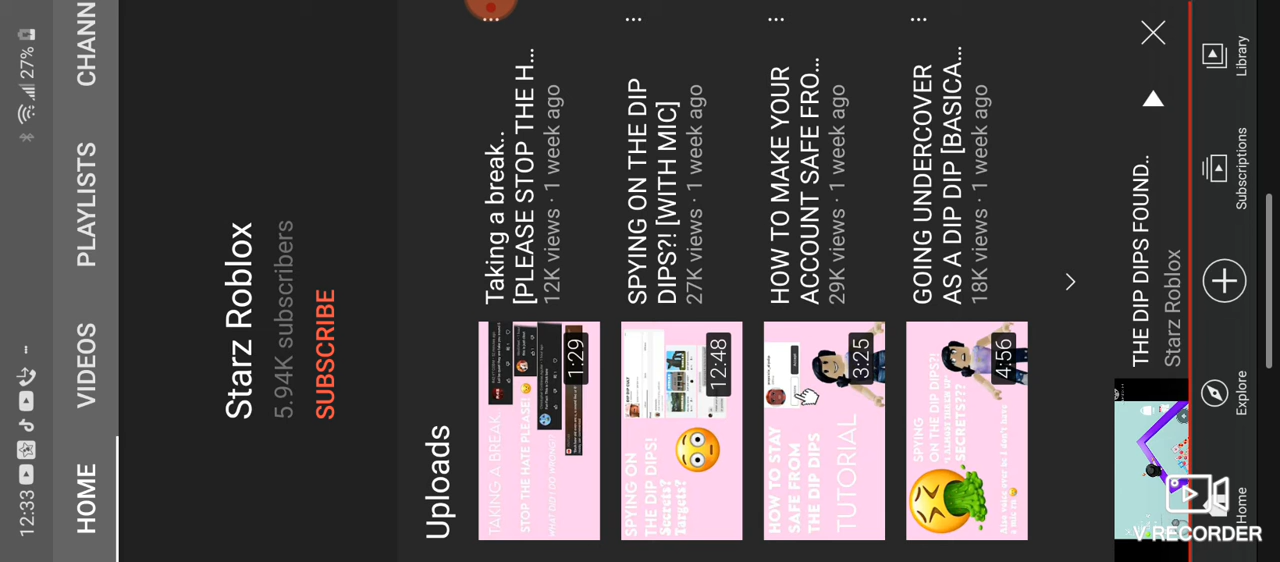 12:33
27%
HOME
VIDEOS
PLAYLISTS
CHANN
Starz Roblox
5.94K subscribers
SUBSCRIBE
Uploads
TAKING A BREAK..
STOP THE HATE PLEASE!
WHAT DID I DO WRONG?
1:29
Taking a break..
[PLEASE STOP THE H...
12K views · 1 week ago
SPYING ON
THE DIP DIPS!
Secrets?
Targets?
12:48
SPYING ON THE DIP
DIPS?! [WITH MIC]
27K views · 1 week ago
HOW TO STAY
SAFE FROM
THE DIP DIPS
TUTORIAL
3:25
HOW TO MAKE YOUR
ACCOUNT SAFE FRO...
29K views · 1 week ago
SPYING
ON THE DIP DIPS?!
SECRETS???
4:56
GOING UNDERCOVER
AS A DIP DIP [BASICA...
18K views · 1 week ago
THE DIP DIPS FOUND..
Starz Roblox
Home
Explore
Subscriptions
Library
V RECORDER